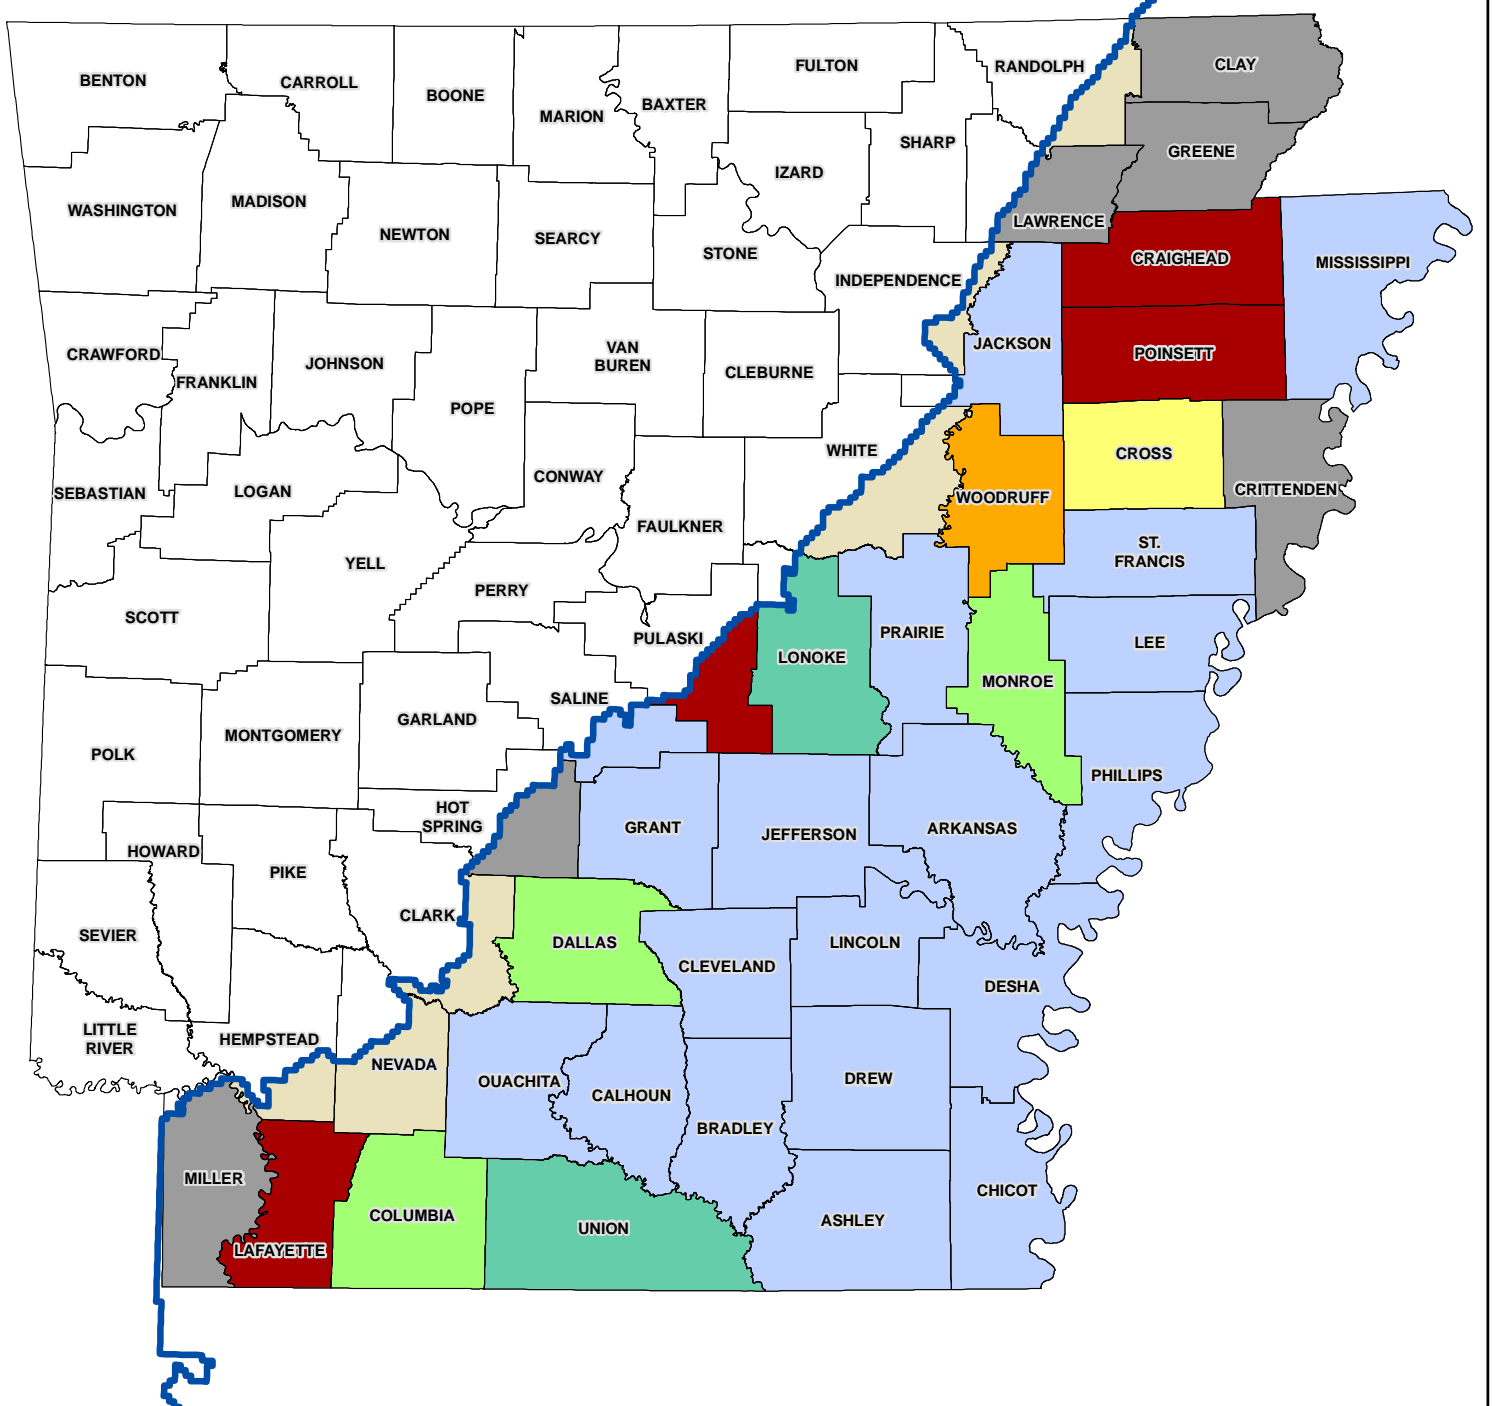 BENTON
CARROLL
BOONE
MARION
BAXTER
FULTON
RANDOLPH
CLAY
SHARP
GREENE
IZARD
WASHINGTON
MADISON
NEWTON
SEARCY
STONE
LAWRENCE
INDEPENDENCE
CRAIGHEAD
MISSISSIPPI
CRAWFORD
FRANKLIN
JOHNSON
VAN
BUREN
CLEBURNE
JACKSON
POINSETT
POPE
WHITE
CROSS
SEBASTIAN
LOGAN
CONWAY
WOODRUFF
CRITTENDEN
FAULKNER
YELL
ST.
FRANCIS
SCOTT
PERRY
PULASKI
LONOKE
PRAIRIE
LEE
MONROE
POLK
MONTGOMERY
GARLAND
SALINE
PHILLIPS
HOT
SPRING
GRANT
JEFFERSON
ARKANSAS
HOWARD
PIKE
CLARK
SEVIER
DALLAS
CLEVELAND
LINCOLN
DESHA
LITTLE
RIVER
HEMPSTEAD
NEVADA
OUACHITA
CALHOUN
DREW
BRADLEY
MILLER
LAFAYETTE
COLUMBIA
UNION
ASHLEY
CHICOT